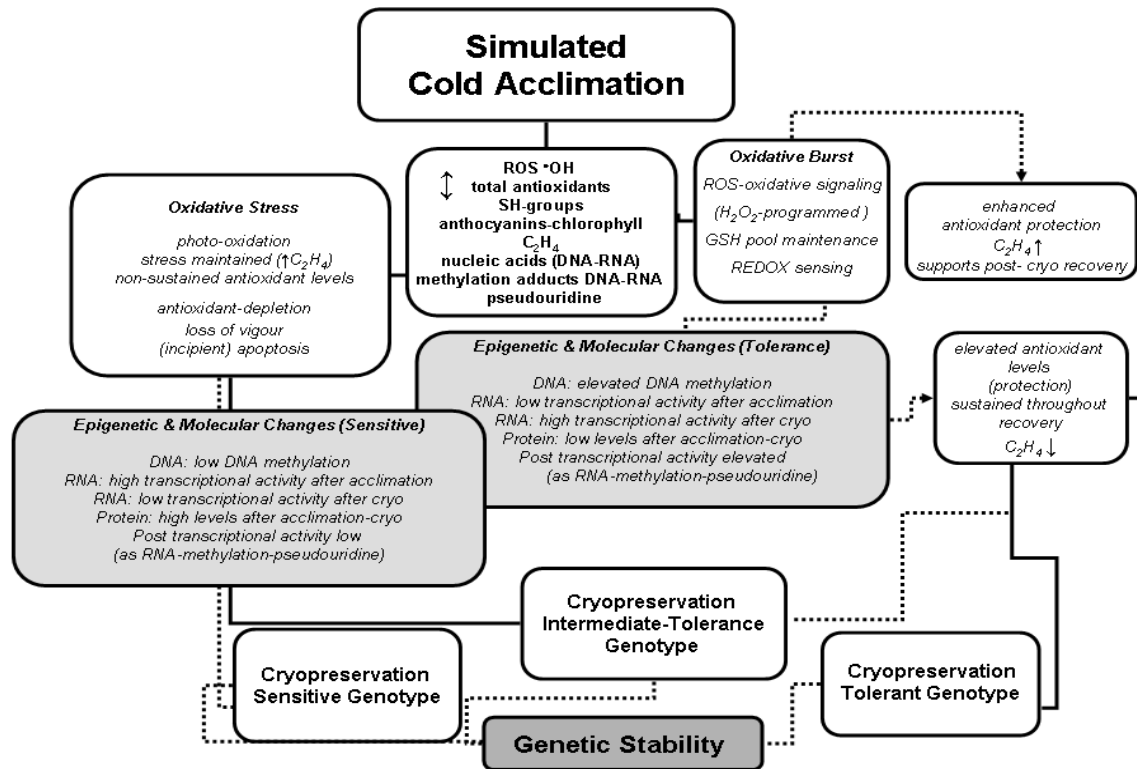 Simulated
Cold Acclimation
ROS •OH
↕
total antioxidants
SH-groups
anthocyanins-chlorophyll
C₂H₄
nucleic acids (DNA-RNA)
methylation adducts DNA-RNA
pseudouridine
Oxidative Burst
ROS-oxidative signaling
(H₂O₂-programmed )
GSH pool maintenance
REDOX sensing
enhanced
antioxidant protection
C₂H₄↑
supports post- cryo recovery
Oxidative Stress
photo-oxidation
stress maintained (↑C₂H₄)
non-sustained antioxidant levels
antioxidant-depletion
loss of vigour
(incipient) apoptosis
Epigenetic & Molecular Changes (Tolerance)
DNA: elevated DNA methylation
RNA: low transcriptional activity after acclimation
RNA: high transcriptional activity after cryo
Protein: low levels after acclimation-cryo
Post transcriptional activity elevated
(as RNA-methylation-pseudouridine)
elevated antioxidant
levels
(protection)
sustained throughout
recovery
C₂H₄↓
Epigenetic & Molecular Changes (Sensitive)
DNA: low DNA methylation
RNA: high transcriptional activity after acclimation
RNA: low transcriptional activity after cryo
Protein: high levels after acclimation-cryo
Post transcriptional activity low
(as RNA-methylation-pseudouridine)
Cryopreservation
Intermediate-Tolerance
Genotype
Cryopreservation
Sensitive Genotype
Cryopreservation
Tolerant Genotype
Genetic Stability